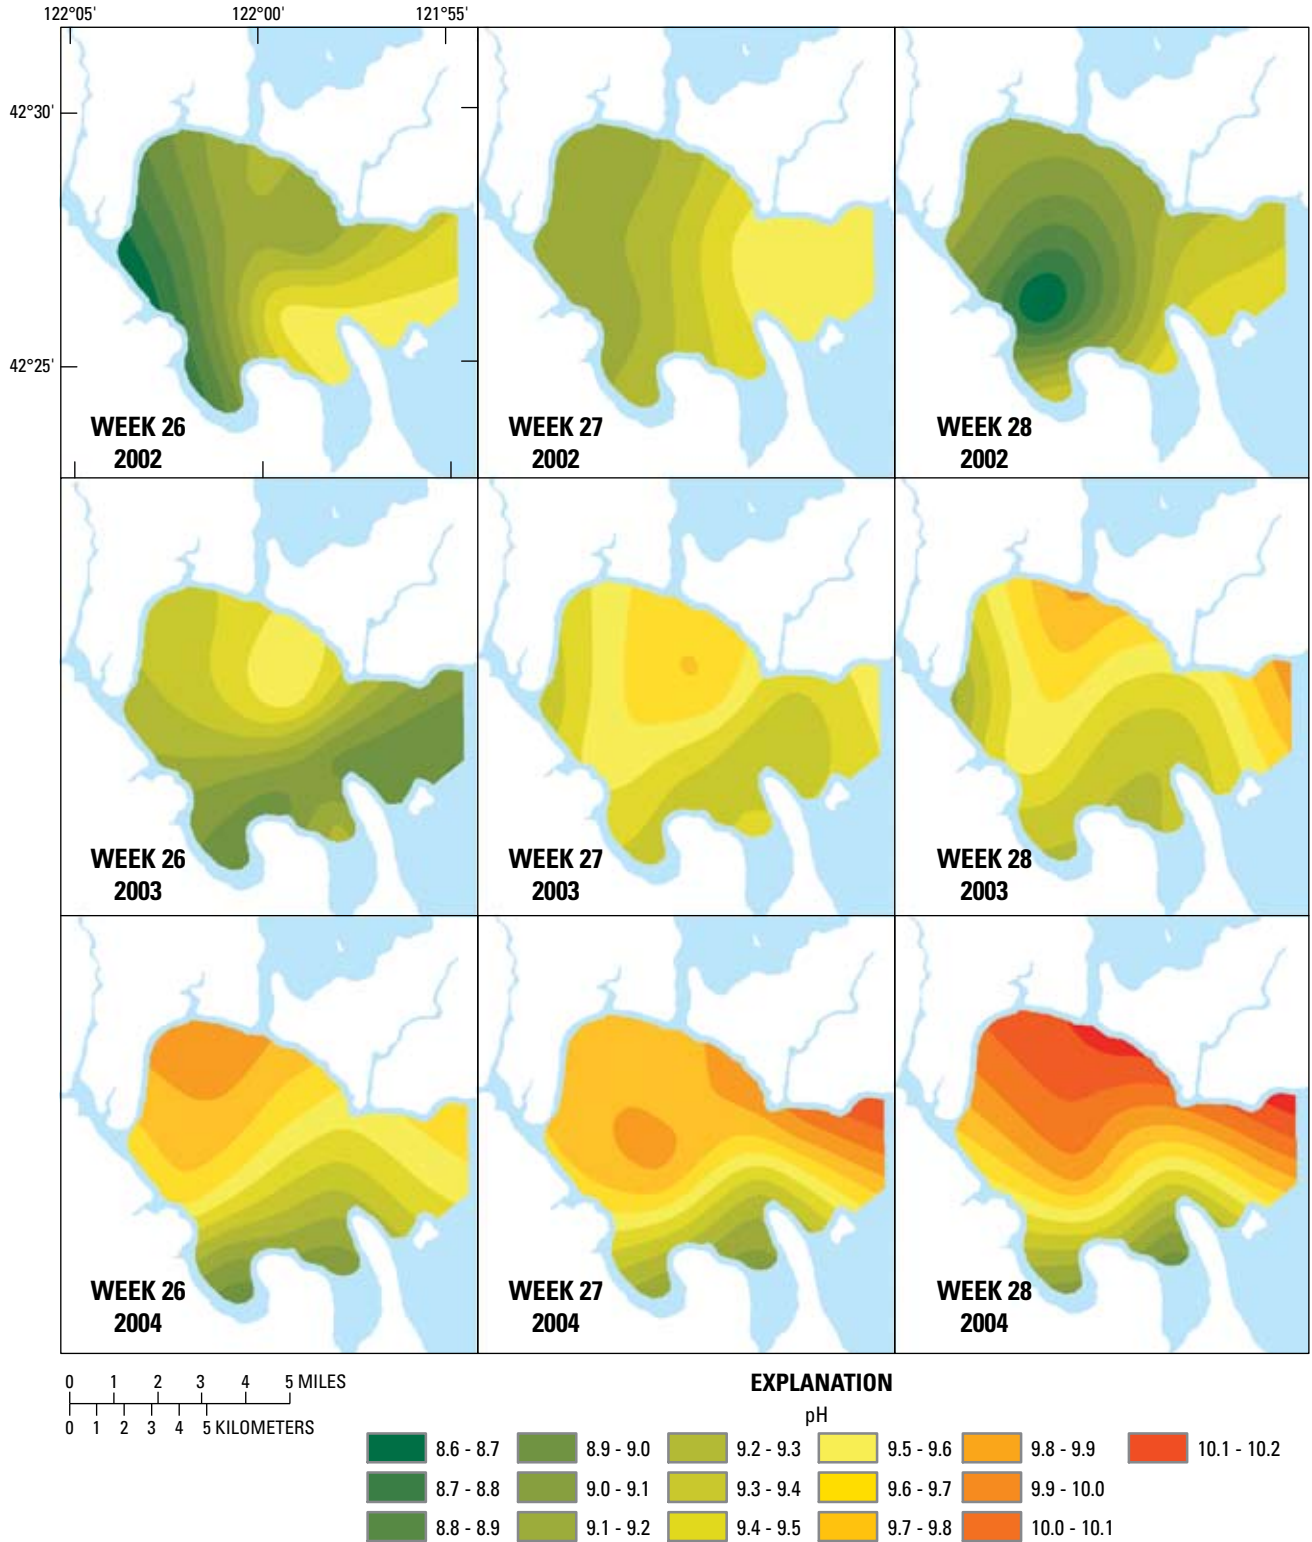 122°05' 122°00' 121°55'
42°30'
42°25'
WEEK 26
2002
WEEK 27
2002
WEEK 28
2002
WEEK 26
2003
WEEK 27
2003
WEEK 28
2003
WEEK 26
2004
WEEK 27
2004
WEEK 28
2004
0 1 2 3 4 5 MILES
0 1 2 3 4 5 KILOMETERS
EXPLANATION
pH
8.6 - 8.7 8.9 - 9.0 9.2 - 9.3 9.5 - 9.6 9.8 - 9.9 10.1 - 10.2
8.7 - 8.8 9.0 - 9.1 9.3 - 9.4 9.6 - 9.7 9.9 - 10.0
8.8 - 8.9 9.1 - 9.2 9.4 - 9.5 9.7 - 9.8 10.0 - 10.1